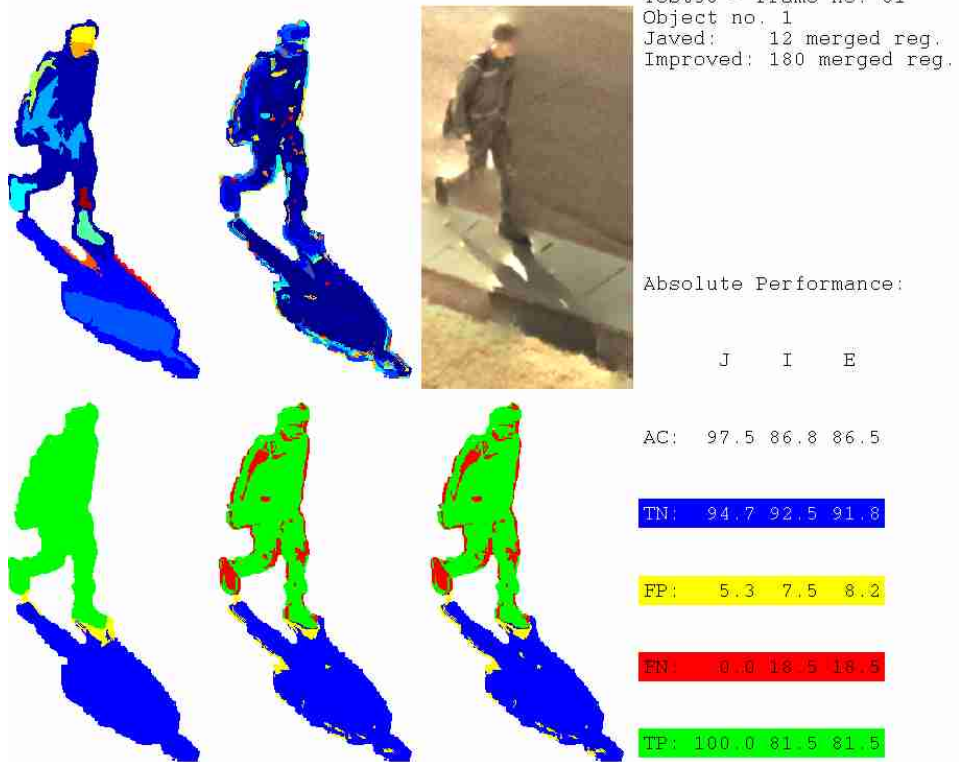 Object no. 1
Javed: 12 merged reg.
Improved: 180 merged reg.
Absolute Performance:
J I E
AC: 97.5 86.8 86.5
TN: 94.7 92.5 91.8
FP: 5.3 7.5 8.2
FN: 0.0 18.5 18.5
TP: 100.0 81.5 81.5